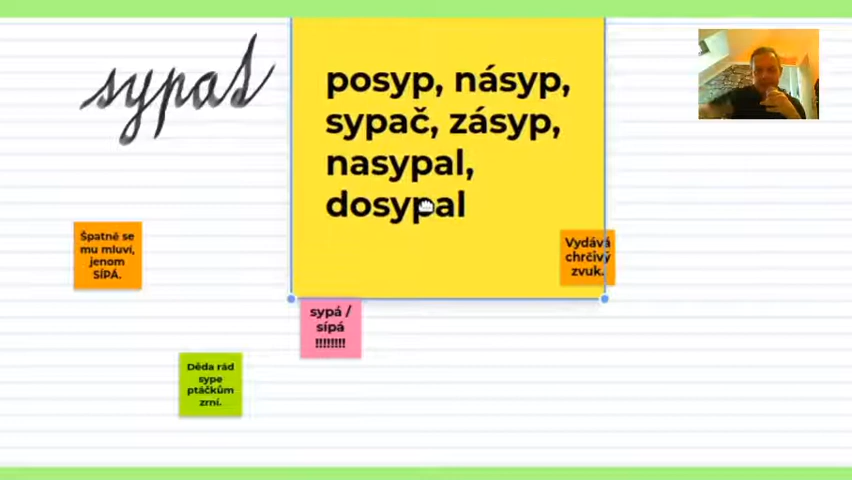 sypat
posyp, násyp,
sypač, zásyp,
nasypal,
dosypal
Špatně se
mu mluví,
jenom
SÍPÁ.
Vydává
chrčivý
zvuk.
sypá /
sípá
!!!!!!!!
Děda rád
sype
ptáčkům
zrní.